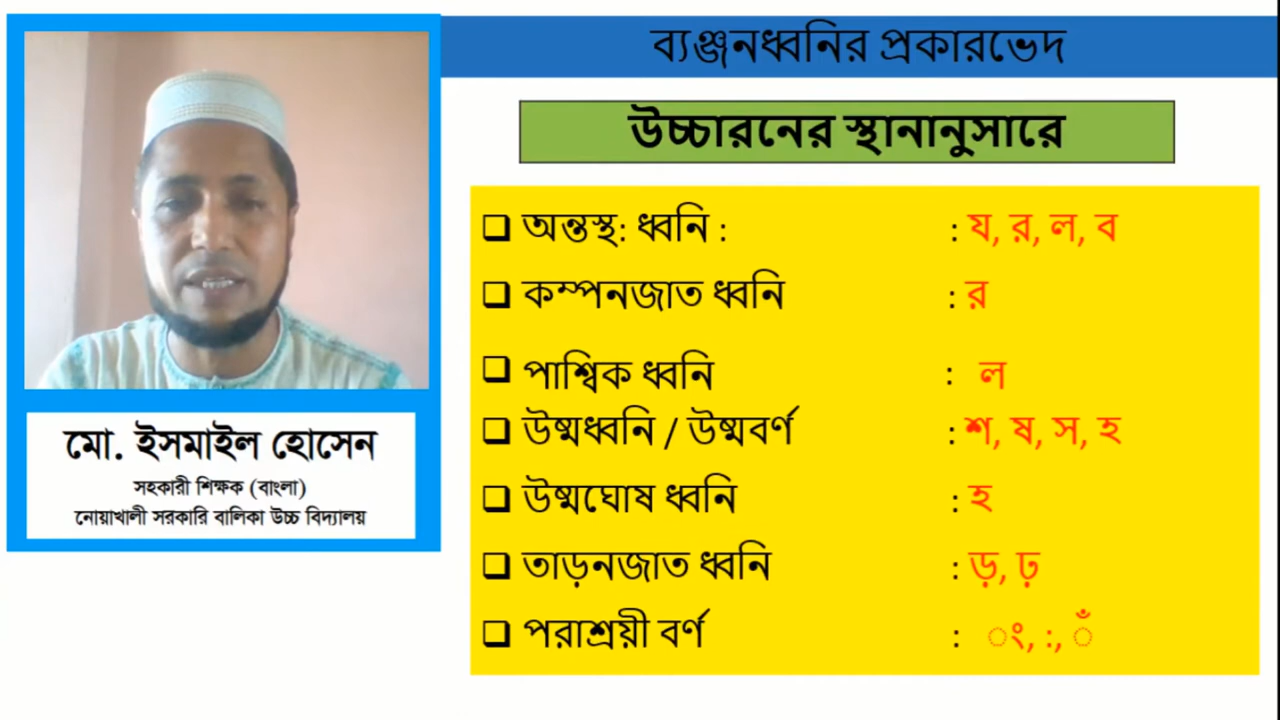 ব্যঞ্জনধ্বনির প্রকারভেদ
উচ্চারনের স্থানানুসারে
❑ অন্তস্থ: ধ্বনি : : য, র, ল, ব
❑ কম্পনজাত ধ্বনি : র
❑ পাশ্বিক ধ্বনি : ল
❑ উষ্মধ্বনি / উষ্মবর্ণ : শ, ষ, স, হ
❑ উষ্মঘোষ ধ্বনি : হ
❑ তাড়নজাত ধ্বনি : ড়, ঢ়
❑ পরাশ্রয়ী বর্ণ : ং, :, ঁ
মো. ইসমাইল হোসেন
সহকারী শিক্ষক (বাংলা)
নোয়াখালী সরকারি বালিকা উচ্চ বিদ্যালয়